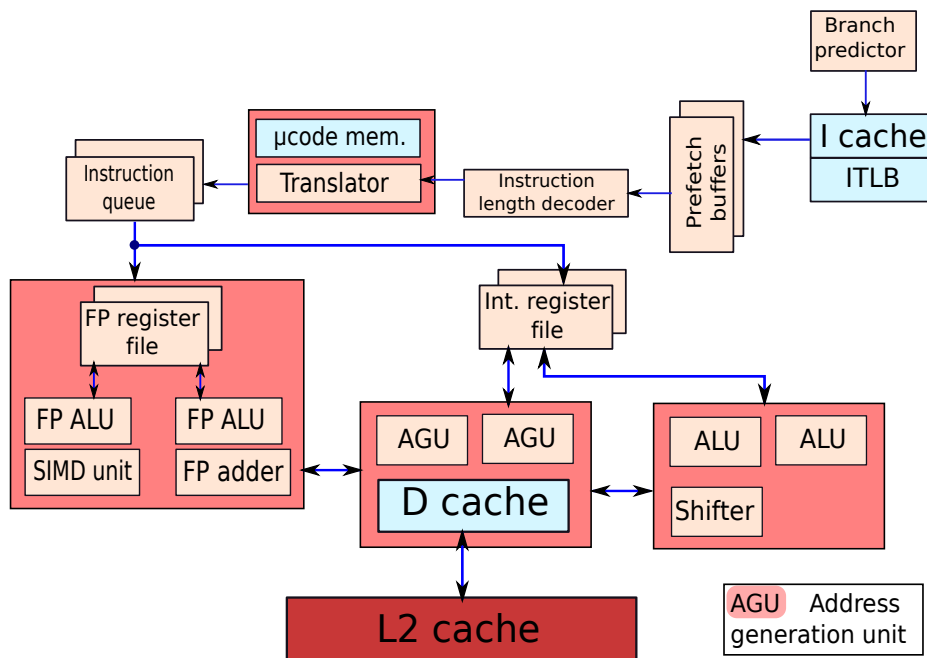 Branch
predictor
I cache
ITLB
Prefetch
buffers
Instruction
length decoder
µcode mem.
Translator
Instruction
queue
FP register
file
FP ALU
FP ALU
SIMD unit
FP adder
Int. register
file
AGU
AGU
D cache
ALU
ALU
Shifter
L2 cache
AGU Address
generation unit